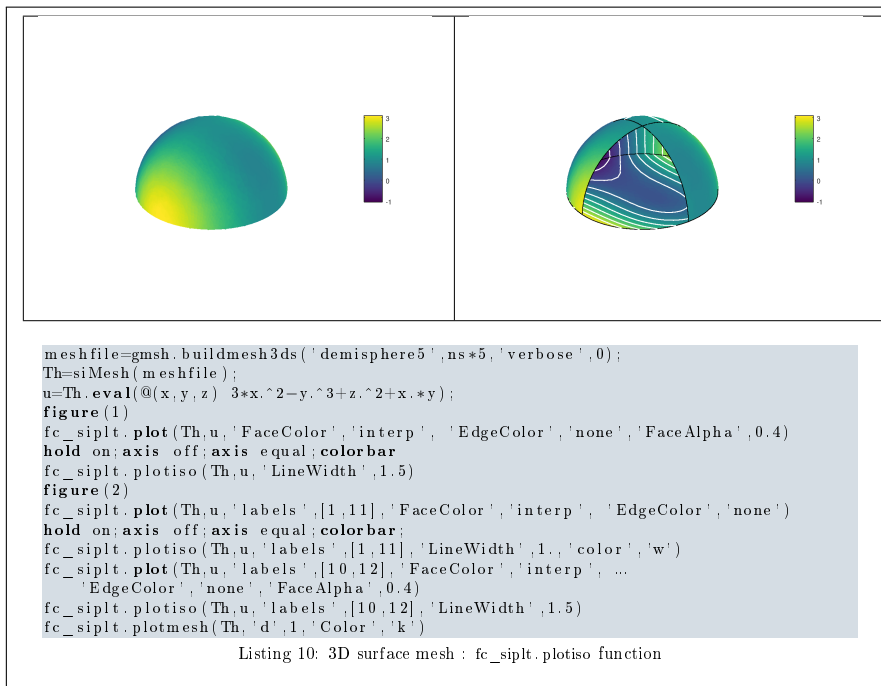 3
2
1
0
-1
3
2
1
0
-1
meshfile=gmsh.buildmesh3ds('demisphere5',ns*5,'verbose',0);
Th=siMesh(meshfile);
u=Th.eval(@(x,y,z) 3*x.^2-y.^3+z.^2+x.*y);
figure(1)
fc_siplt.plot(Th,u,'FaceColor','interp', 'EdgeColor','none','FaceAlpha',0.4)
hold on;axis off;axis equal;colorbar
fc_siplt.plotiso(Th,u,'LineWidth',1.5)
figure(2)
fc_siplt.plot(Th,u,'labels',[1,11],'FaceColor','interp', 'EdgeColor','none')
hold on;axis off;axis equal;colorbar;
fc_siplt.plotiso(Th,u,'labels',[1,11],'LineWidth',1.,'color','w')
fc_siplt.plot(Th,u,'labels',[10,12],'FaceColor','interp', ...
'EdgeColor','none','FaceAlpha',0.4)
fc_siplt.plotiso(Th,u,'labels',[10,12],'LineWidth',1.5)
fc_siplt.plotmesh(Th,'d',1,'Color','k')
Listing 10: 3D surface mesh : fc_siplt.plotiso function